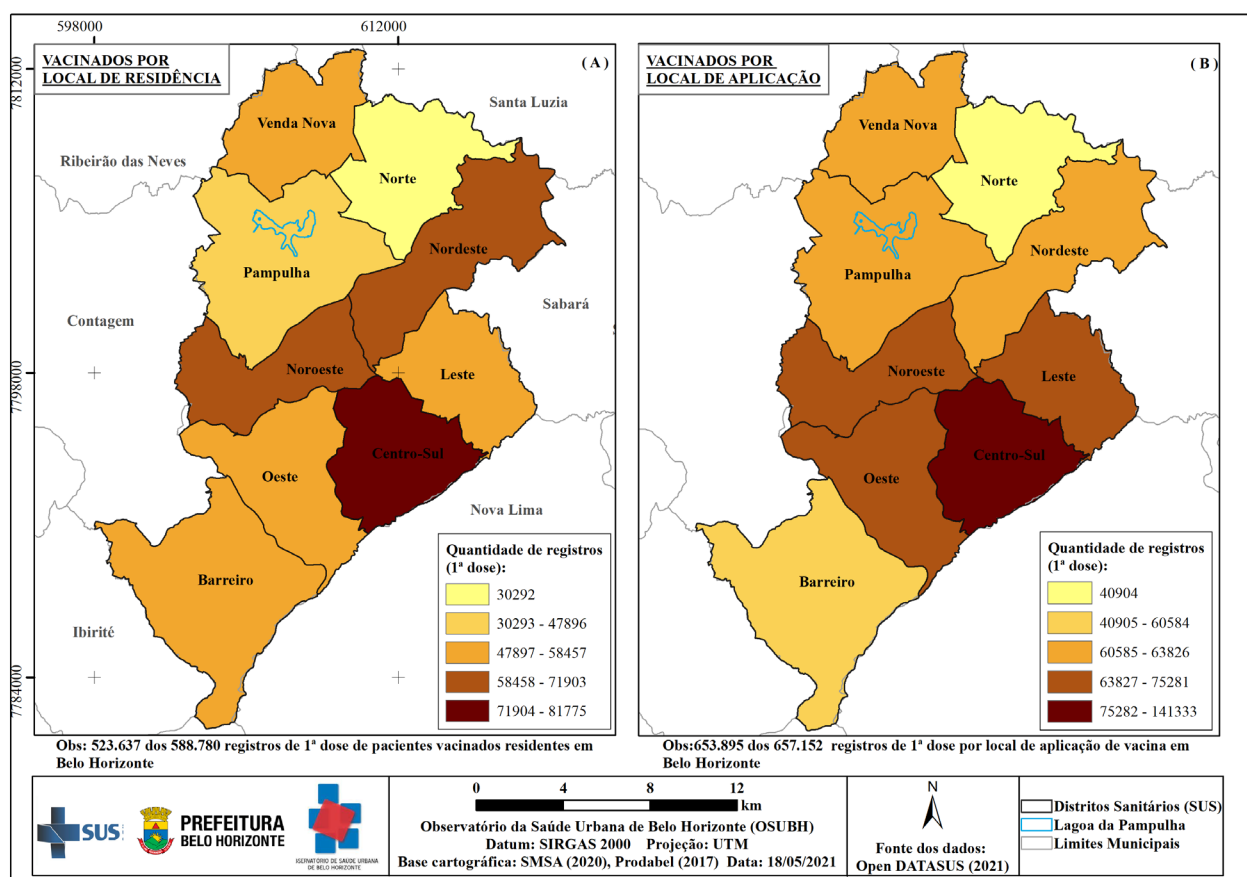 598000
612000
7812000
7798000
7784000
VACINADOS POR
LOCAL DE RESIDÊNCIA
( A )
Santa Luzia
Venda Nova
Ribeirão das Neves
Norte
Nordeste
Pampulha
Sabará
Contagem
Noroeste
Leste
Centro-Sul
Oeste
Nova Lima
Barreiro
Ibirité
Quantidade de registros
(1ª dose):
30292
30293 - 47896
47897 - 58457
58458 - 71903
71904 - 81775
Obs: 523.637 dos 588.780 registros de 1ª dose de pacientes vacinados residentes em
Belo Horizonte
VACINADOS POR
LOCAL DE APLICAÇÃO
( B )
Venda Nova
Norte
Nordeste
Pampulha
Noroeste
Leste
Centro-Sul
Oeste
Barreiro
Quantidade de registros
(1ª dose):
40904
40905 - 60584
60585 - 63826
63827 - 75281
75282 - 141333
Obs:653.895 dos 657.152 registros de 1ª dose por local de aplicação de vacina em
Belo Horizonte
SUS
PREFEITURA
BELO HORIZONTE
SERVATÓRIO DE SAÚDE URBANA
DE BELO HORIZONTE
0 4 8 12
km
Observatório da Saúde Urbana de Belo Horizonte (OSUBH)
Datum: SIRGAS 2000 Projeção: UTM
Base cartográfica: SMSA (2020), Prodabel (2017) Data: 18/05/2021
N
Fonte dos dados:
Open DATASUS (2021)
Distritos Sanitários (SUS)
Lagoa da Pampulha
Limites Municipais